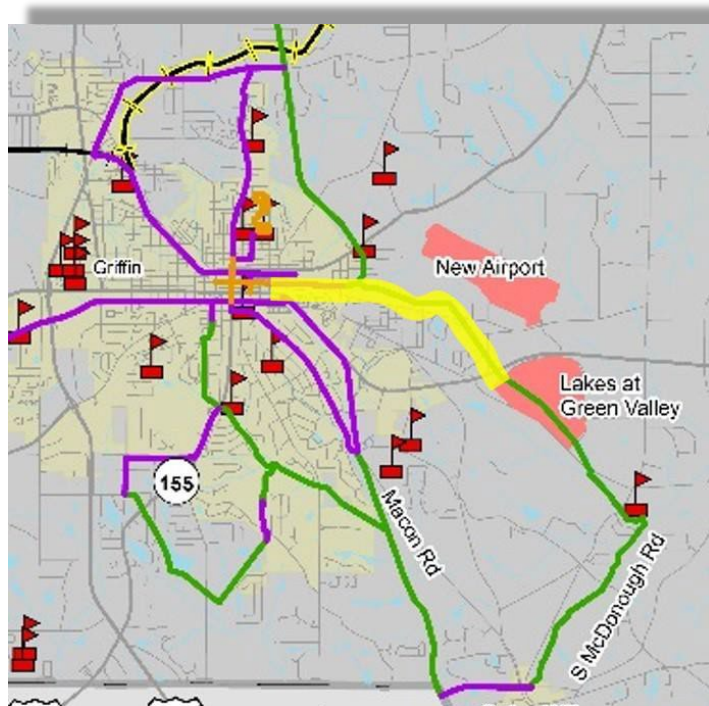 New Airport
Griffin
Lakes at
Green Valley
155
Macon Rd
S McDonough Rd